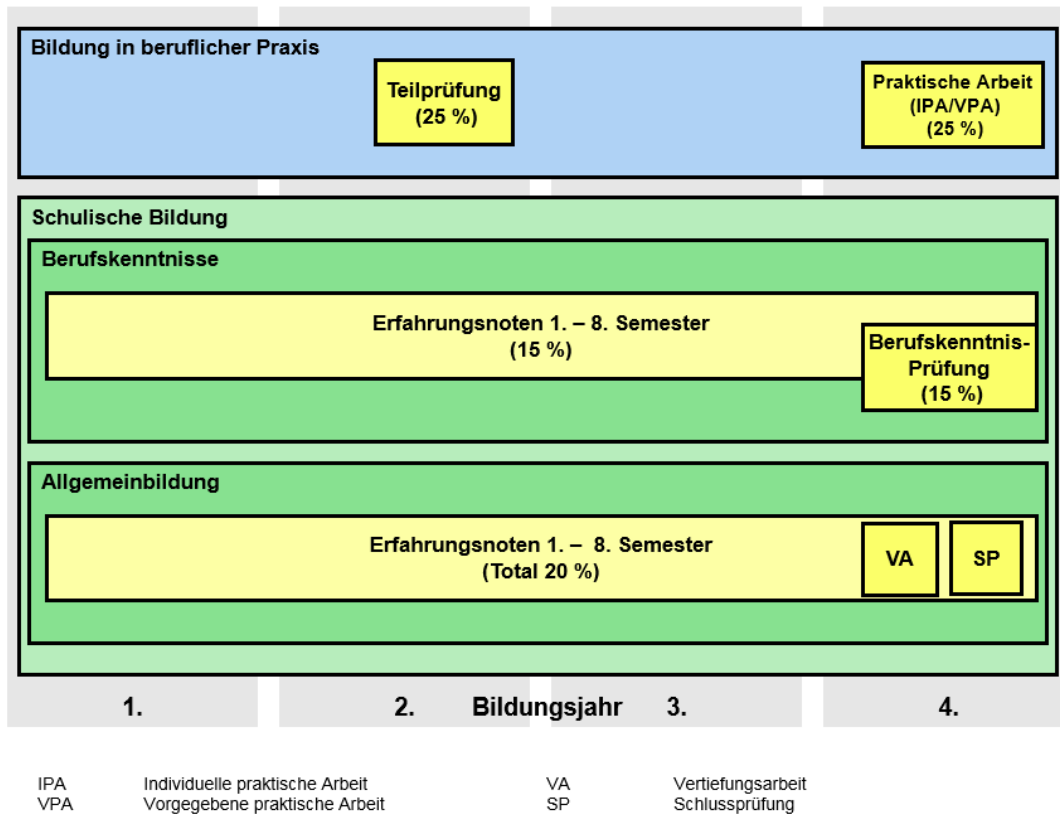 Bildung in beruflicher Praxis
Teilprüfung
(25 %)
Praktische Arbeit
(IPA/VPA)
(25 %)
Schulische Bildung
Berufskenntnisse
Erfahrungsnoten 1. – 8. Semester
(15 %)
Berufskenntnis-
Prüfung
(15 %)
Allgemeinbildung
Erfahrungsnoten 1. –  8. Semester
(Total 20 %)
VA
SP
1. 2. Bildungsjahr 3. 4.
IPA Individuelle praktische Arbeit VA Vertiefungsarbeit
VPA Vorgegebene praktische Arbeit SP Schlussprüfung